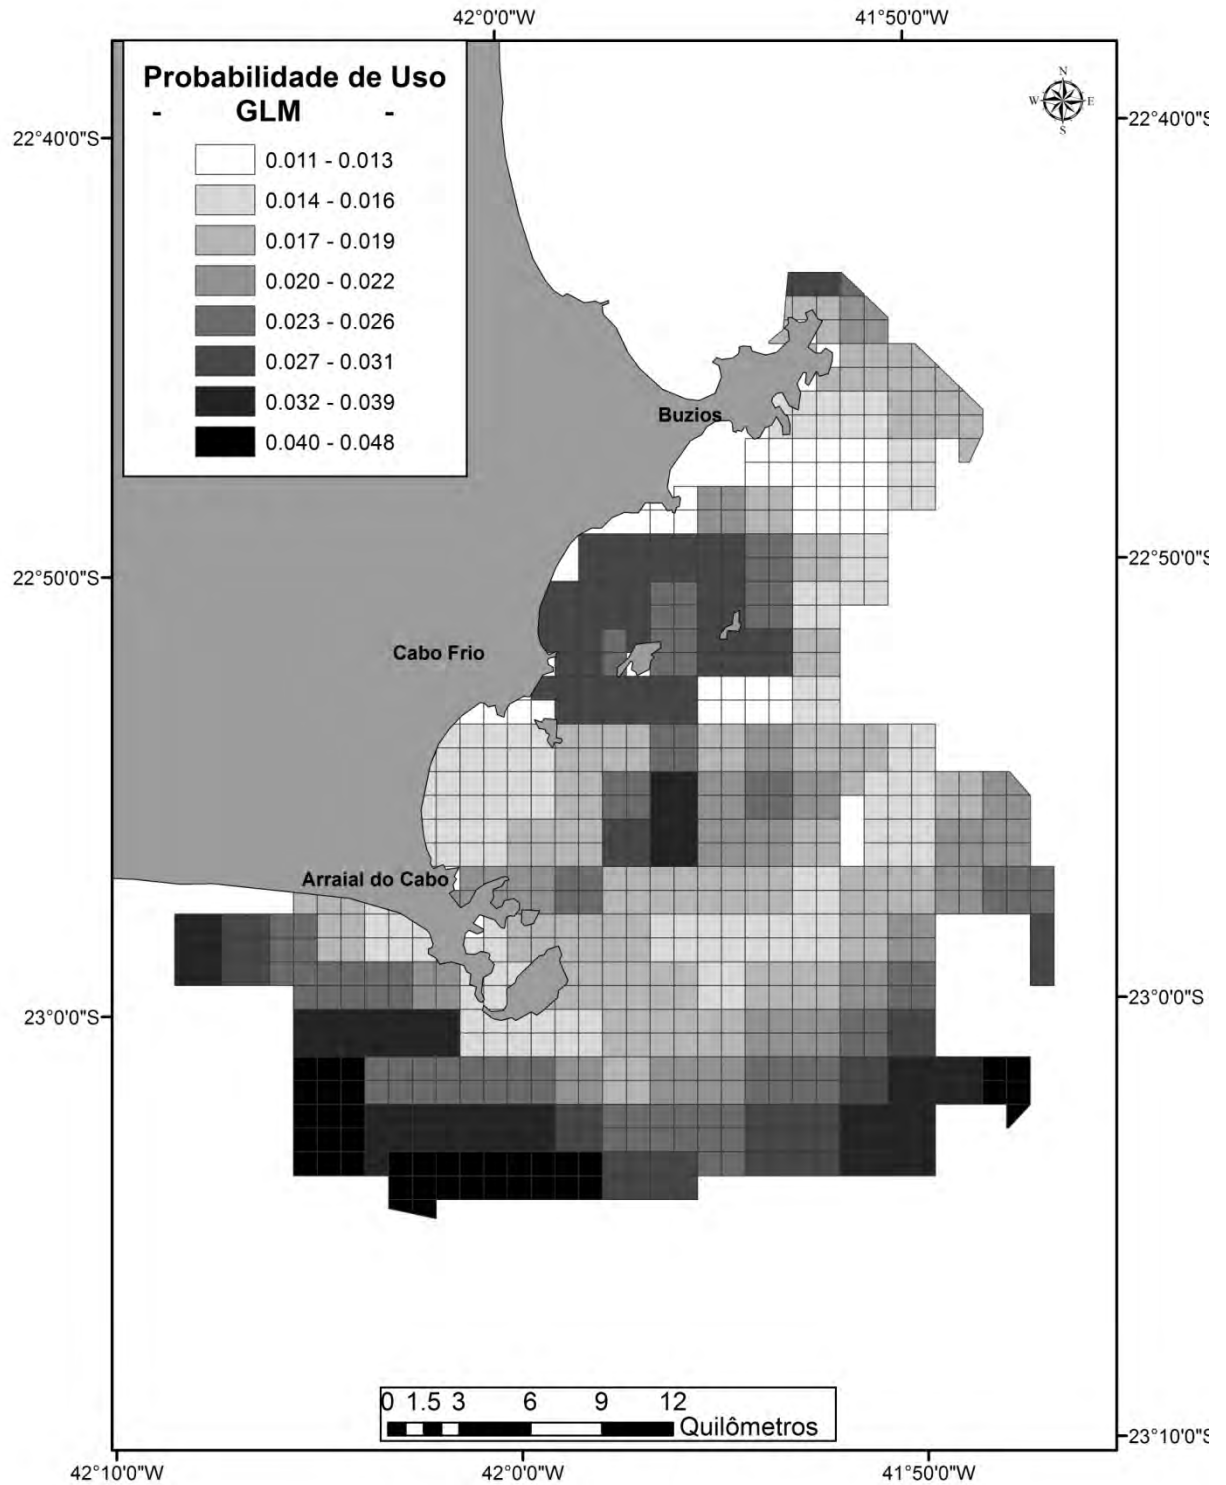 42°0'0"W
41°50'0"W
Probabilidade de Uso
- GLM -
0.011 - 0.013
0.014 - 0.016
0.017 - 0.019
0.020 - 0.022
0.023 - 0.026
0.027 - 0.031
0.032 - 0.039
0.040 - 0.048
N
W
E
S
22°40'0"S
22°40'0"S
Buzios
22°50'0"S
22°50'0"S
Cabo Frio
Arraial do Cabo
23°0'0"S
23°0'0"S
0 1.5 3 6 9 12
Quilômetros
23°10'0"S
42°10'0"W
42°0'0"W
41°50'0"W